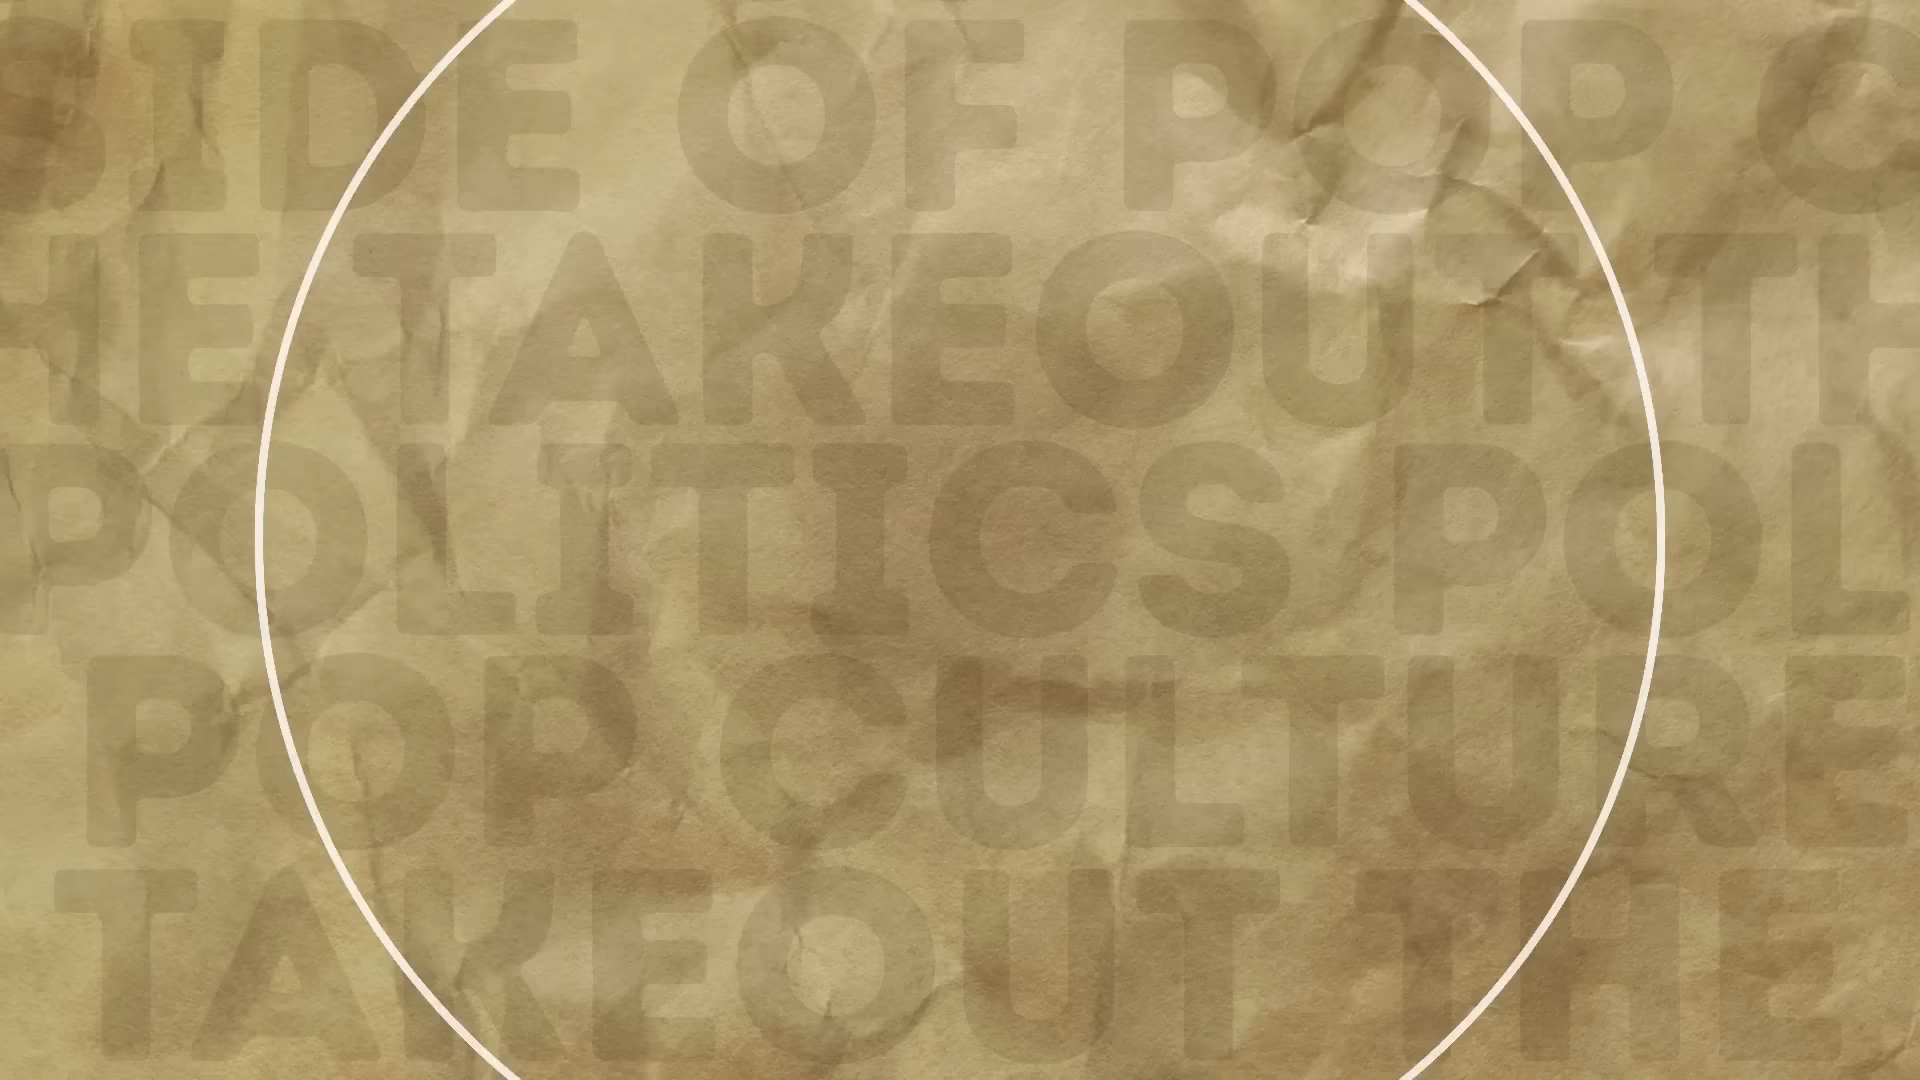 SIDE OF POP C
HE TAKEOUT TH
POLITICS POL
POP CULTURE
TAKEOUT THE